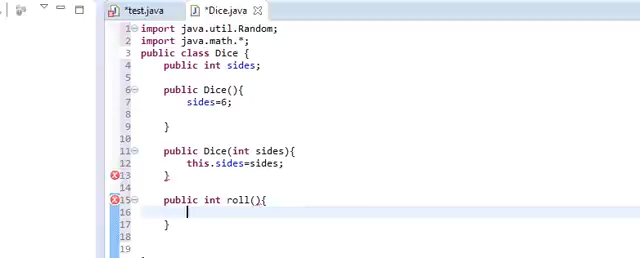 *test.java *Dice.java
1 import java.util.Random;
2 import java.math.*;
3 public class Dice {
4 public int sides;
5
6 public Dice(){
7 sides=6;
8
9 }
10
11 public Dice(int sides){
12 this.sides=sides;
13 }
14
15 public int roll(){
16
17 }
18
19